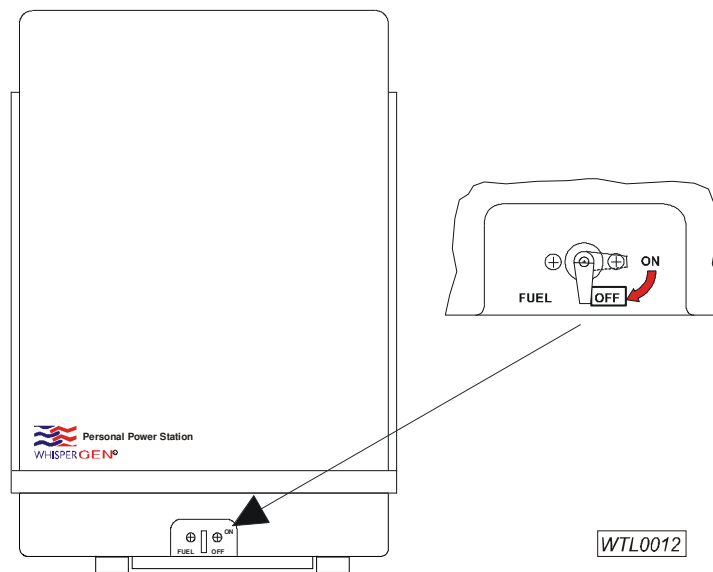 ON
FUEL
OFF
Personal Power Station
WHISPERGEN®
ON
FUEL
OFF
WTL0012